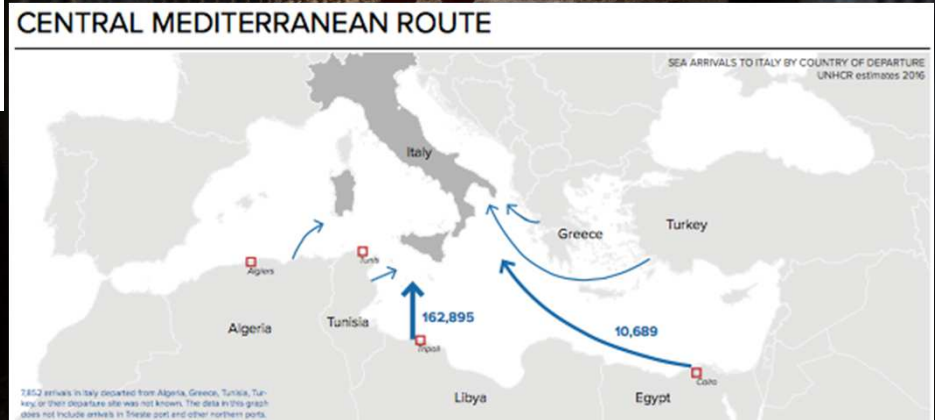 CENTRAL MEDITERRANEAN ROUTE
SEA ARRIVALS TO ITALY BY COUNTRY OF DEPARTURE
UNHCR estimates 2016
Italy
Greece
Turkey
Algiers
Tunis
Algeria
Tunisia
162,895
Tripoli
10,689
Cairo
Libya
Egypt
7,852 arrivals in Italy departed from Algeria, Greece, Tunisia, Tur-
key, or their departure site was not known. The data in this graph
does not include arrivals in Trieste port and other northern ports.